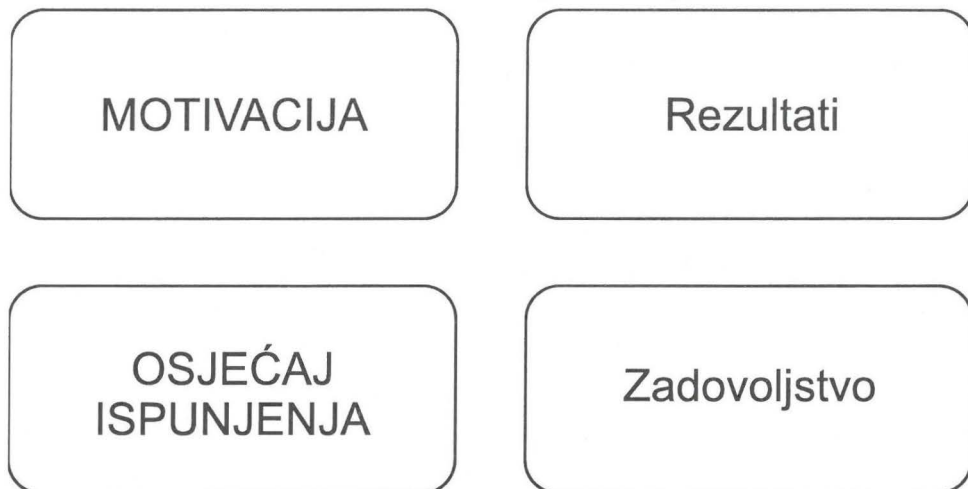 MOTIVACIJA
Rezultati
OSJEĆAJ
ISPUNJENJA
Zadovoljstvo